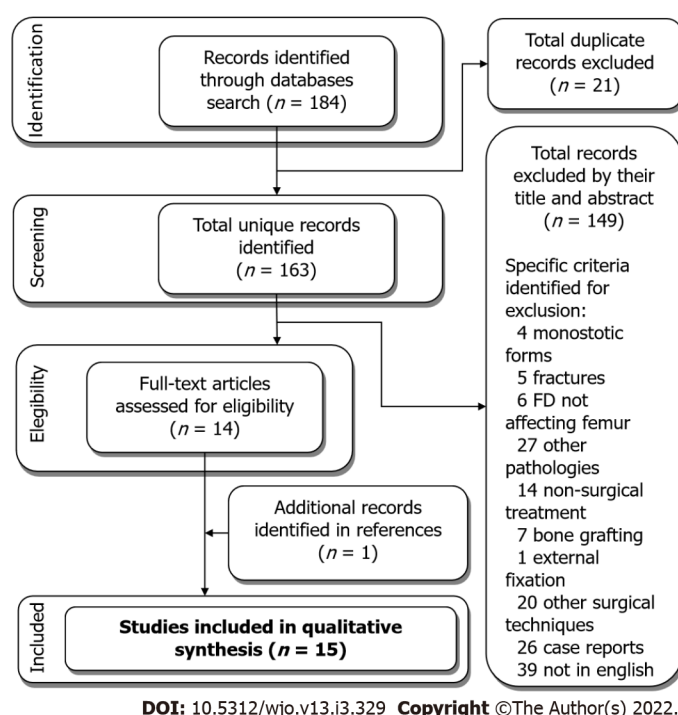 Identification
Records identified
through databases
search (n = 184)
Total duplicate
records excluded
(n = 21)
Screening
Total unique records
identified
(n = 163)
Total records
excluded by their
title and abstract
(n = 149)
Specific criteria
identified for
exclusion:
4 monostotic
forms
5 fractures
6 FD not
affecting femur
27 other
pathologies
14 non-surgical
treatment
7 bone grafting
1 external
fixation
20 other surgical
techniques
26 case reports
39 not in english
Elegibility
Full-text articles
assessed for eligibility
(n = 14)
Additional records
identified in references
(n = 1)
Included
Studies included in qualitative
synthesis (n = 15)
DOI: 10.5312/wjo.v13.i3.329 Copyright ©The Author(s) 2022.